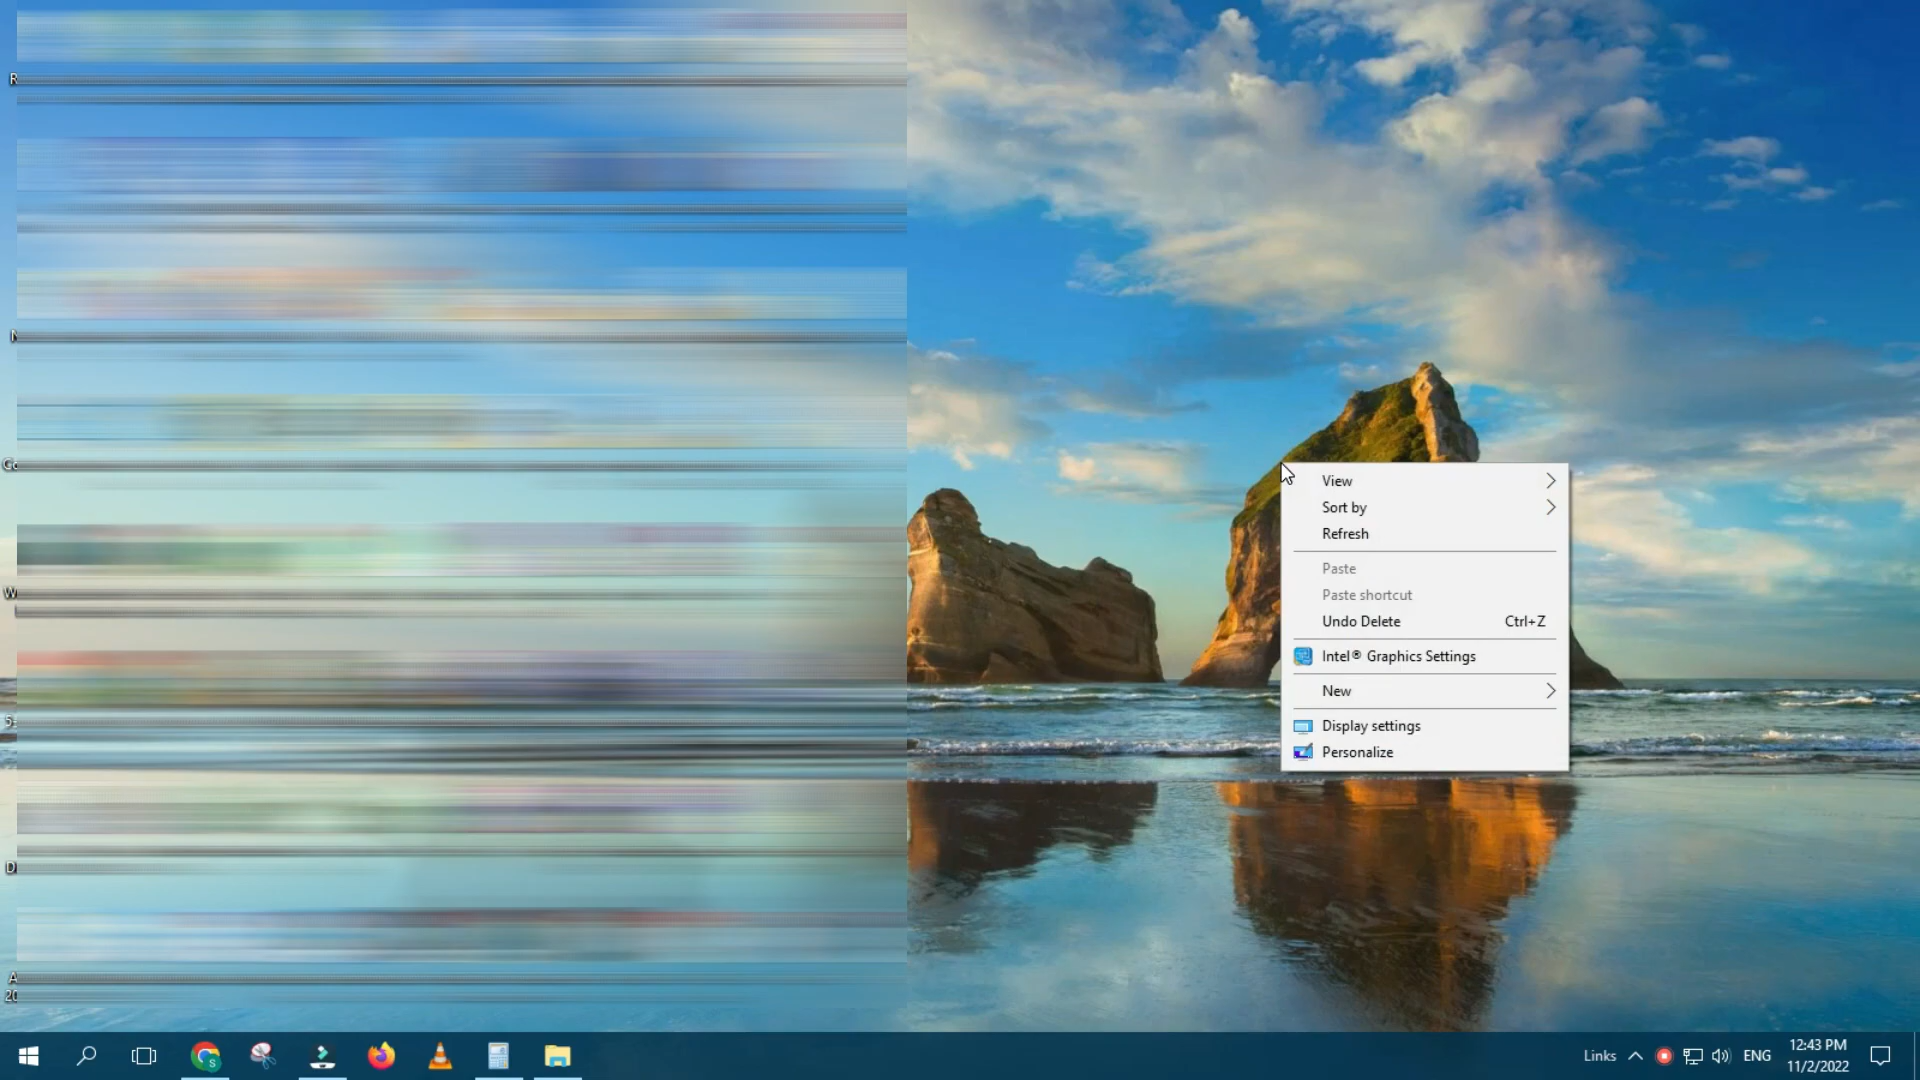 View
Sort by
Refresh
Paste
Paste shortcut
Undo Delete Ctrl+Z
Intel® Graphics Settings
New
Display settings
Personalize
Links ENG 12:43 PM
11/2/2022